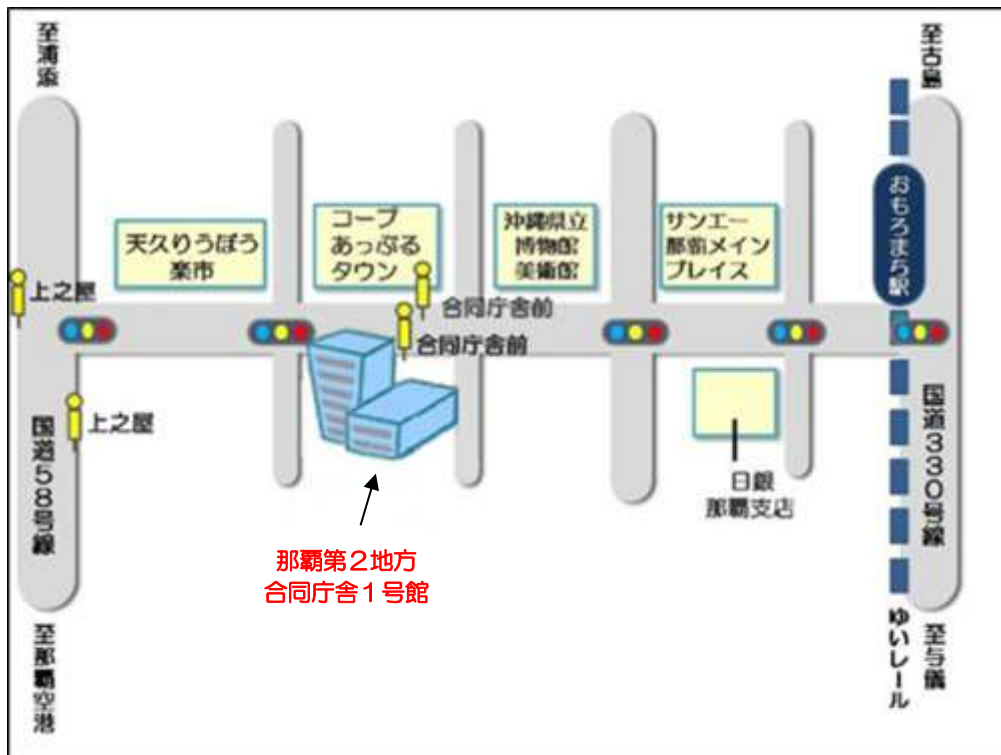 至浦添
至古島
おもろまち駅
天久りうぼう
楽市
コープ
あっぷる
タウン
沖縄県立
博物館
美術館
サンエー
那覇メイン
プレイス
上之屋
合同庁舎前
合同庁舎前
上之屋
国道58号線
国道330号線
日銀
那覇支店
那覇第2地方
合同庁舎1号館
至那覇空港
ゆいレール
至与儀